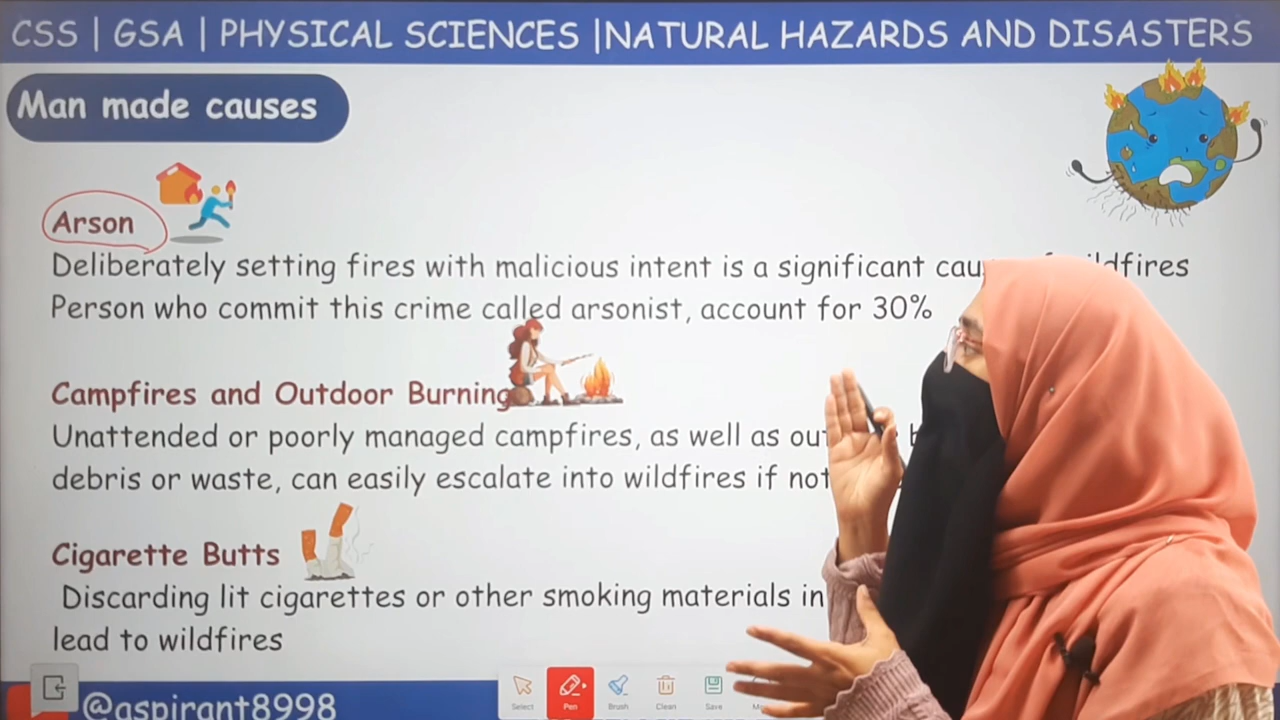 CSS | GSA | PHYSICAL SCIENCES |NATURAL HAZARDS AND DISASTERS
Man made causes
Arson
Deliberately setting fires with malicious intent is a significant
Person who commit this crime called arsonist, account for 30%
Campfires and Outdoor Burning
Unattended or poorly managed campfires, as well as
debris or waste, can easily escalate into wildfires if not
Cigarette Butts
Discarding lit cigarettes or other smoking materials in
lead to wildfires
@aspirant8998
Select Pen Brush Clean Save